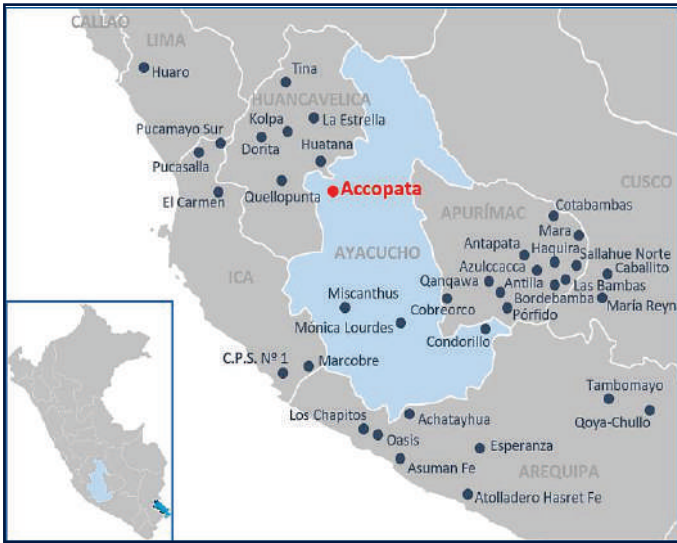 CALLAO
LIMA
Huaro
Tina
HUANCAVELICA
Kolpa
La Estrella
Pucamayo Sur
Dorita
Huatana
Pucasalla
El Carmen
Quellopunta
Accopata
CUSCO
Cotabambas
APURÍMAC
Mara
Antapata
Haquira
Sallahue Norte
AYACUCHO
Azulccacca
Caballito
ICA
Qanqawa
Antilla
Las Bambas
Miscanthus
Cobreorco
Bordebamba
María Reyn
Mónica Lourdes
Pórfido
Condorillo
C.P.S. Nº 1
Marcobre
Tambomayo
Los Chapitos
Achatayhua
Qoya-Chullo
Oasis
Esperanza
Asuman Fe
AREQUIPA
Atolladero Hasret Fe